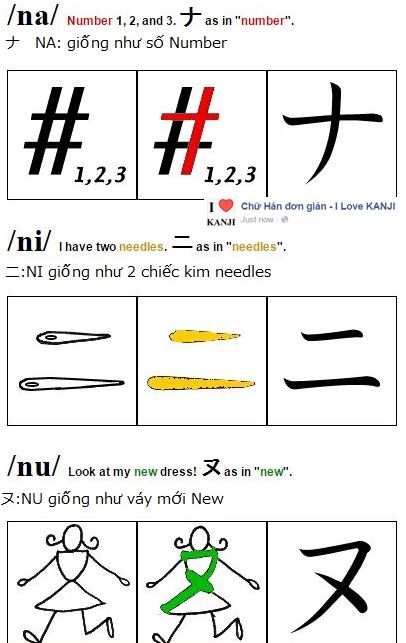 /na/ Number 1, 2, and 3. ナ as in "number".
ナ NA: giống như số Number
# 1,2,3 # 1,2,3 ナ
I ❤ KANJI Chữ Hán đơn giản - I Love KANJI
Just now
/ni/ I have two needles. ニ as in "needles".
二:NI giống như 2 chiếc kim needles
ニ
/nu/ Look at my new dress! ヌ as in "new".
ヌ:NU giống như váy mới New
ヌ